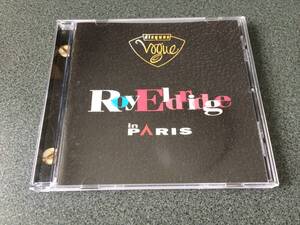 disques
Vogue
Roy Eldridge
in
PARIS